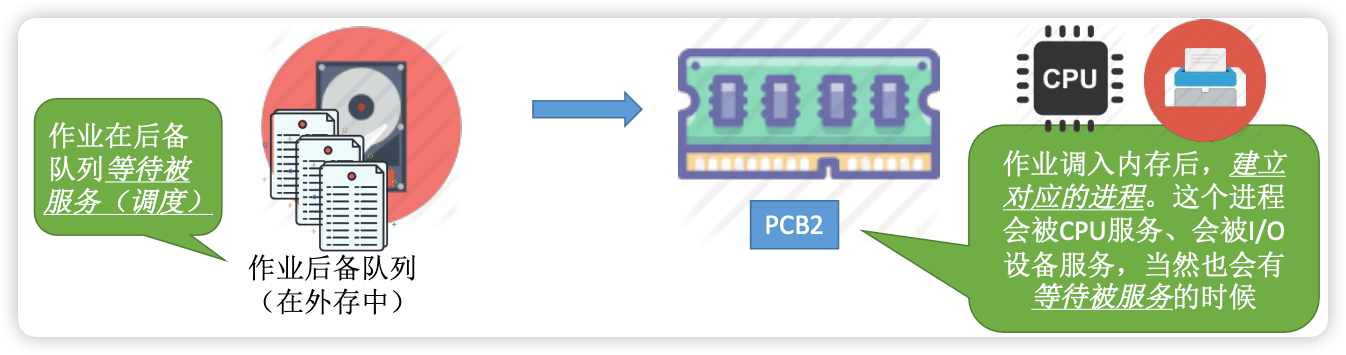 作业在后备
队列等待被
服务（调度）
作业后备队列
（在外存中）
PCB2
CPU
作业调入内存后，建立
对应的进程。这个进程
会被CPU服务、会被I/O
设备服务，当然也会有
等待被服务的时候